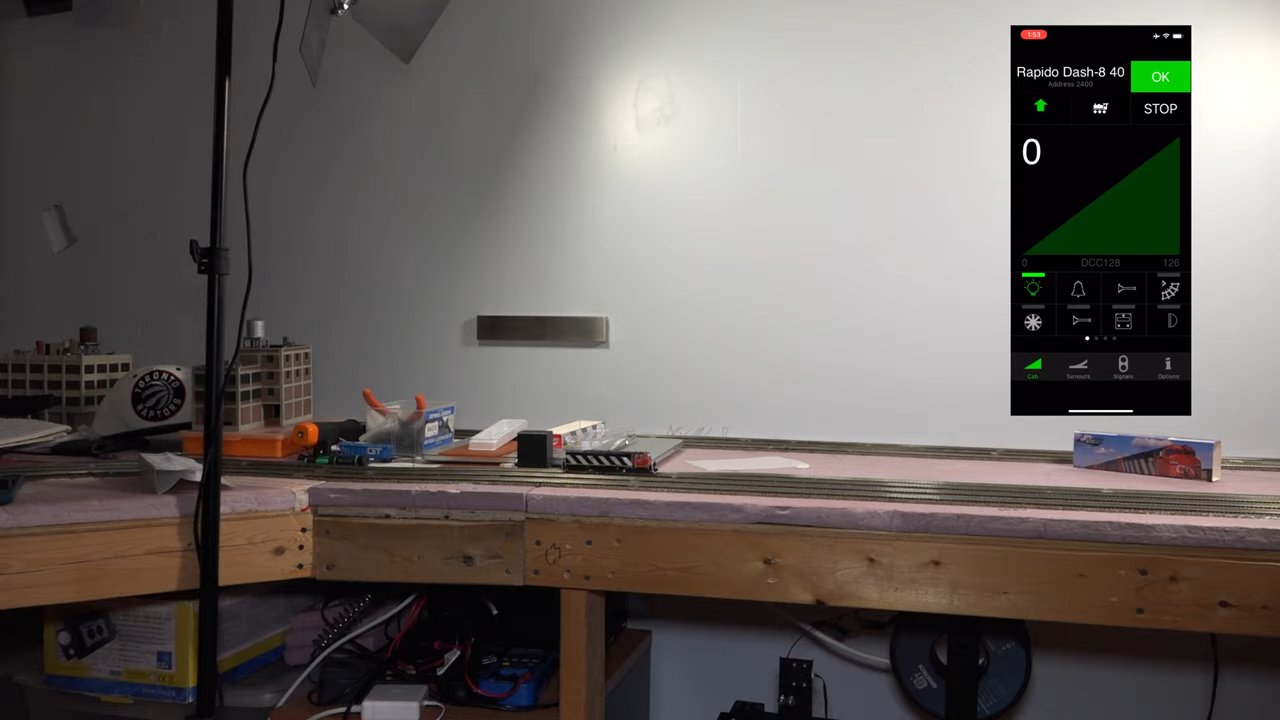 1:53
Rapido Dash-8 40
Address 2400
OK
STOP
0
0
DCC128
126
Cab
Turnouts
Signals
Options
TORONTO
RAPTORS
GT